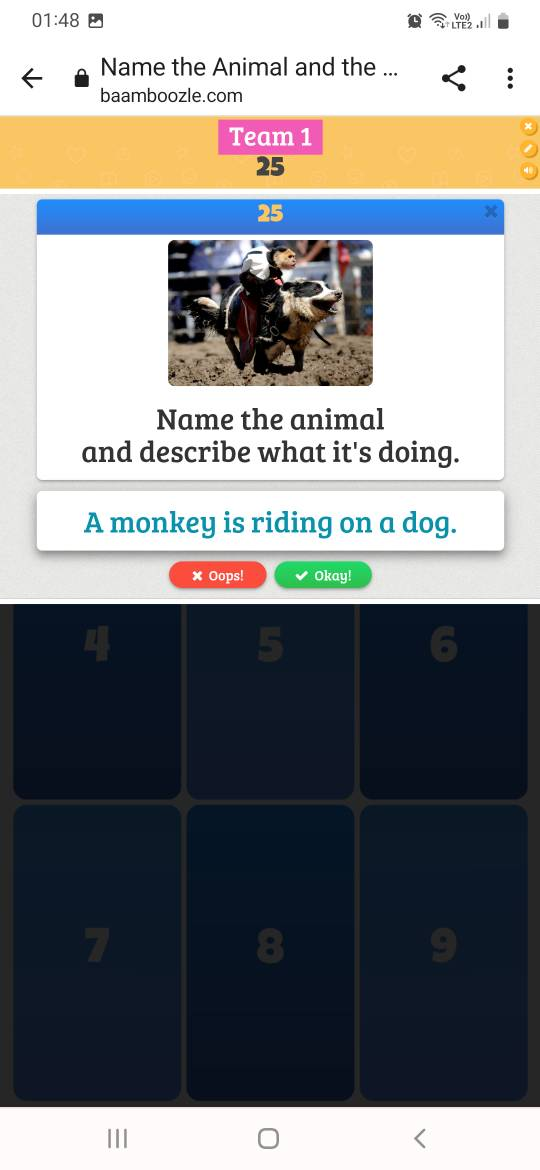 01:48
Vo))
LTE2
Name the Animal and the ...
baamboozle.com
Team 1
25
25
Name the animal
and describe what it's doing.
A monkey is riding on a dog.
Oops!
Okay!
4
5
6
7
8
9